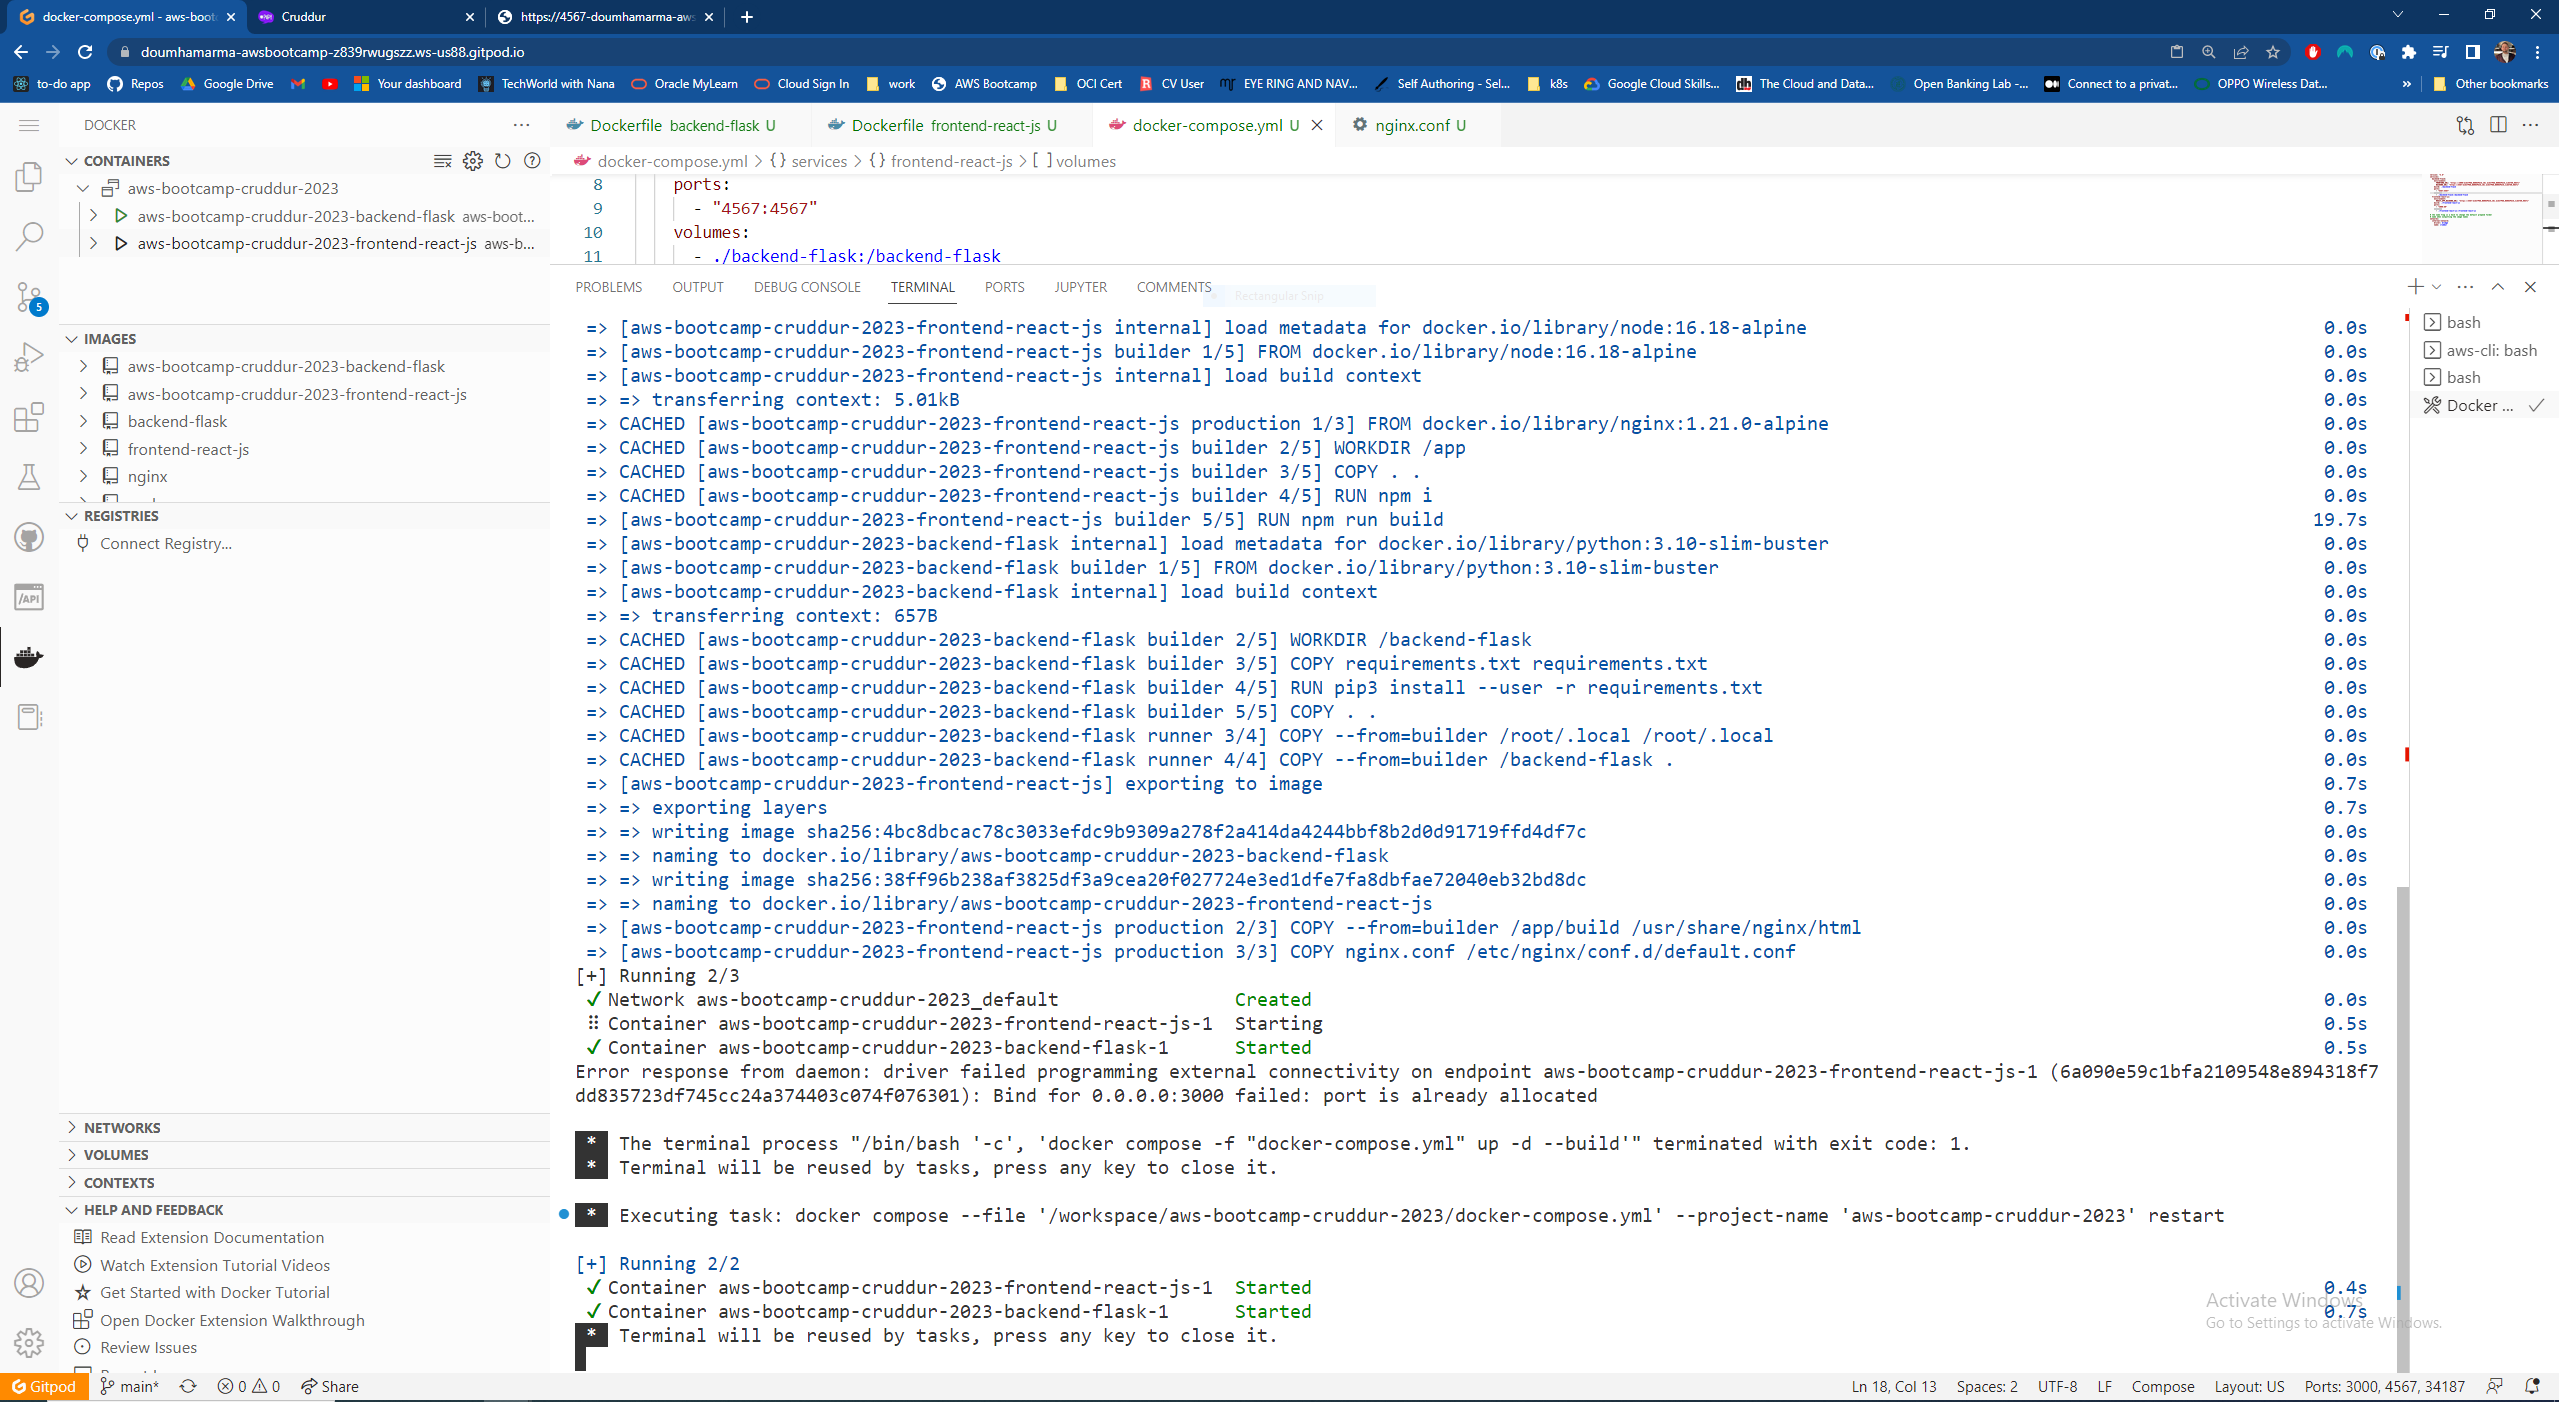 docker-compose.yml - aws-boot
Cruddur
https://4567-doumhamarma-aws
doumhamarma-awsbootcamp-z839rwugszz.ws-us88.gitpod.io
to-do app
Repos
Google Drive
Your dashboard
TechWorld with Nana
Oracle MyLearn
Cloud Sign In
work
AWS Bootcamp
OCI Cert
CV User
EYE RING AND NAV...
Self Authoring - Sel...
k8s
Google Cloud Skills...
The Cloud and Data...
Open Banking Lab -...
Connect to a privat...
OPPO Wireless Dat...
»
Other bookmarks
DOCKER
CONTAINERS
aws-bootcamp-cruddur-2023
aws-bootcamp-cruddur-2023-backend-flask aws-boot...
aws-bootcamp-cruddur-2023-frontend-react-js aws-b...
5
IMAGES
aws-bootcamp-cruddur-2023-backend-flask
aws-bootcamp-cruddur-2023-frontend-react-js
backend-flask
frontend-react-js
nginx
REGISTRIES
Connect Registry...
/API
NETWORKS
VOLUMES
CONTEXTS
HELP AND FEEDBACK
Read Extension Documentation
Watch Extension Tutorial Videos
Get Started with Docker Tutorial
Open Docker Extension Walkthrough
Review Issues
Dockerfile backend-flask U
Dockerfile frontend-react-js U
docker-compose.yml U
nginx.conf U
docker-compose.yml > {} services > {} frontend-react-js > [ ] volumes
8 ports:
9 - "4567:4567"
10 volumes:
11 - ./backend-flask:/backend-flask
PROBLEMS OUTPUT DEBUG CONSOLE TERMINAL PORTS JUPYTER COMMENTS
Rectangular Snip
bash
aws-cli: bash
bash
Docker ...
=> [aws-bootcamp-cruddur-2023-frontend-react-js internal] load metadata for docker.io/library/node:16.18-alpine 0.0s
=> [aws-bootcamp-cruddur-2023-frontend-react-js builder 1/5] FROM docker.io/library/node:16.18-alpine 0.0s
=> [aws-bootcamp-cruddur-2023-frontend-react-js internal] load build context 0.0s
=> => transferring context: 5.01kB 0.0s
=> CACHED [aws-bootcamp-cruddur-2023-frontend-react-js production 1/3] FROM docker.io/library/nginx:1.21.0-alpine 0.0s
=> CACHED [aws-bootcamp-cruddur-2023-frontend-react-js builder 2/5] WORKDIR /app 0.0s
=> CACHED [aws-bootcamp-cruddur-2023-frontend-react-js builder 3/5] COPY . . 0.0s
=> CACHED [aws-bootcamp-cruddur-2023-frontend-react-js builder 4/5] RUN npm i 0.0s
=> [aws-bootcamp-cruddur-2023-frontend-react-js builder 5/5] RUN npm run build 19.7s
=> [aws-bootcamp-cruddur-2023-backend-flask internal] load metadata for docker.io/library/python:3.10-slim-buster 0.0s
=> [aws-bootcamp-cruddur-2023-backend-flask builder 1/5] FROM docker.io/library/python:3.10-slim-buster 0.0s
=> [aws-bootcamp-cruddur-2023-backend-flask internal] load build context 0.0s
=> => transferring context: 657B 0.0s
=> CACHED [aws-bootcamp-cruddur-2023-backend-flask builder 2/5] WORKDIR /backend-flask 0.0s
=> CACHED [aws-bootcamp-cruddur-2023-backend-flask builder 3/5] COPY requirements.txt requirements.txt 0.0s
=> CACHED [aws-bootcamp-cruddur-2023-backend-flask builder 4/5] RUN pip3 install --user -r requirements.txt 0.0s
=> CACHED [aws-bootcamp-cruddur-2023-backend-flask builder 5/5] COPY . . 0.0s
=> CACHED [aws-bootcamp-cruddur-2023-backend-flask runner 3/4] COPY --from=builder /root/.local /root/.local 0.0s
=> CACHED [aws-bootcamp-cruddur-2023-backend-flask runner 4/4] COPY --from=builder /backend-flask . 0.0s
=> [aws-bootcamp-cruddur-2023-frontend-react-js] exporting to image 0.7s
=> => exporting layers 0.7s
=> => writing image sha256:4bc8dbcac78c3033efdc9b9309a278f2a414da4244bbf8b2d0d91719ffd4df7c 0.0s
=> => naming to docker.io/library/aws-bootcamp-cruddur-2023-backend-flask 0.0s
=> => writing image sha256:38ff96b238af3825df3a9cea20f027724e3ed1dfe7fa8dbfae72040eb32bd8dc 0.0s
=> => naming to docker.io/library/aws-bootcamp-cruddur-2023-frontend-react-js 0.0s
=> [aws-bootcamp-cruddur-2023-frontend-react-js production 2/3] COPY --from=builder /app/build /usr/share/nginx/html 0.0s
=> [aws-bootcamp-cruddur-2023-frontend-react-js production 3/3] COPY nginx.conf /etc/nginx/conf.d/default.conf 0.0s
[+] Running 2/3
✓ Network aws-bootcamp-cruddur-2023_default Created 0.0s
⠿ Container aws-bootcamp-cruddur-2023-frontend-react-js-1 Starting 0.5s
✓ Container aws-bootcamp-cruddur-2023-backend-flask-1 Started 0.5s
Error response from daemon: driver failed programming external connectivity on endpoint aws-bootcamp-cruddur-2023-frontend-react-js-1 (6a090e59c1bfa2109548e894318f7
dd835723df745cc24a374403c074f076301): Bind for 0.0.0.0:3000 failed: port is already allocated
* The terminal process "/bin/bash '-c', 'docker compose -f "docker-compose.yml" up -d --build'" terminated with exit code: 1.
* Terminal will be reused by tasks, press any key to close it.
* Executing task: docker compose --file '/workspace/aws-bootcamp-cruddur-2023/docker-compose.yml' --project-name 'aws-bootcamp-cruddur-2023' restart
[+] Running 2/2
✓ Container aws-bootcamp-cruddur-2023-frontend-react-js-1 Started 0.4s
✓ Container aws-bootcamp-cruddur-2023-backend-flask-1 Started 0.7s
* Terminal will be reused by tasks, press any key to close it.
Activate Windows
Go to Settings to activate Windows.
Gitpod
main*
0 0
Share
Ln 18, Col 13
Spaces: 2
UTF-8
LF
Compose
Layout: US
Ports: 3000, 4567, 34187